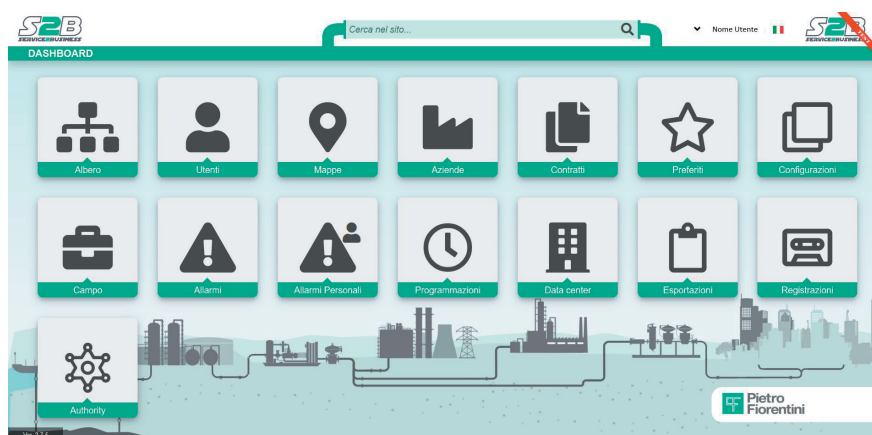 S2B
SERVICE2BUSINESS
Cerca nel sito...
Nome Utente
S2B
DASHBOARD
Albero
Utenti
Mappe
Aziende
Contratti
Preferiti
Configurazioni
Campo
Allarmi
Allarmi Personali
Programmazioni
Data center
Esportazioni
Registrazioni
Authority
Pietro
Fiorentini